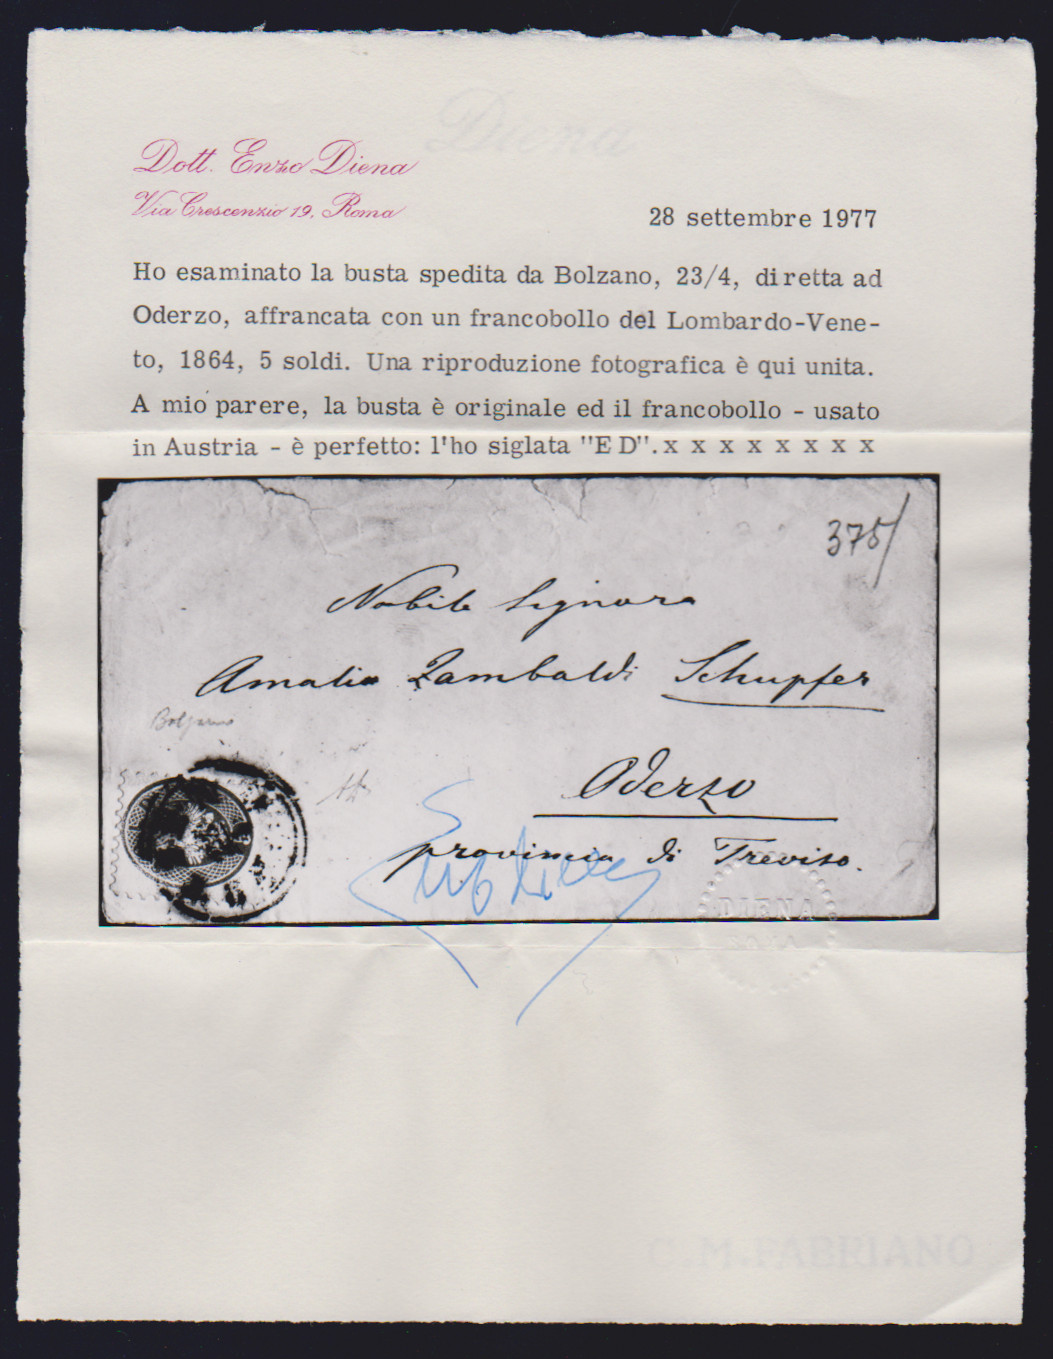 Diena
Dott. Enzo Diena
Via Crescenzio 19. Roma
28 settembre 1977
Ho esaminato la busta spedita da Bolzano, 23/4, diretta ad
Oderzo, affrancata con un francobollo del Lombardo-Vene-
to, 1864, 5 soldi. Una riproduzione fotografica è qui unita.
A mio parere, la busta è originale ed il francobollo - usato
in Austria - è perfetto: l'ho siglata "E D". x x x x x x x x
375/
Nobile Signora
Amalia Zambaldi Schupfer
Bolzano
Oderzo
provincia di Treviso.
DIENA
C.M.FABRIANO